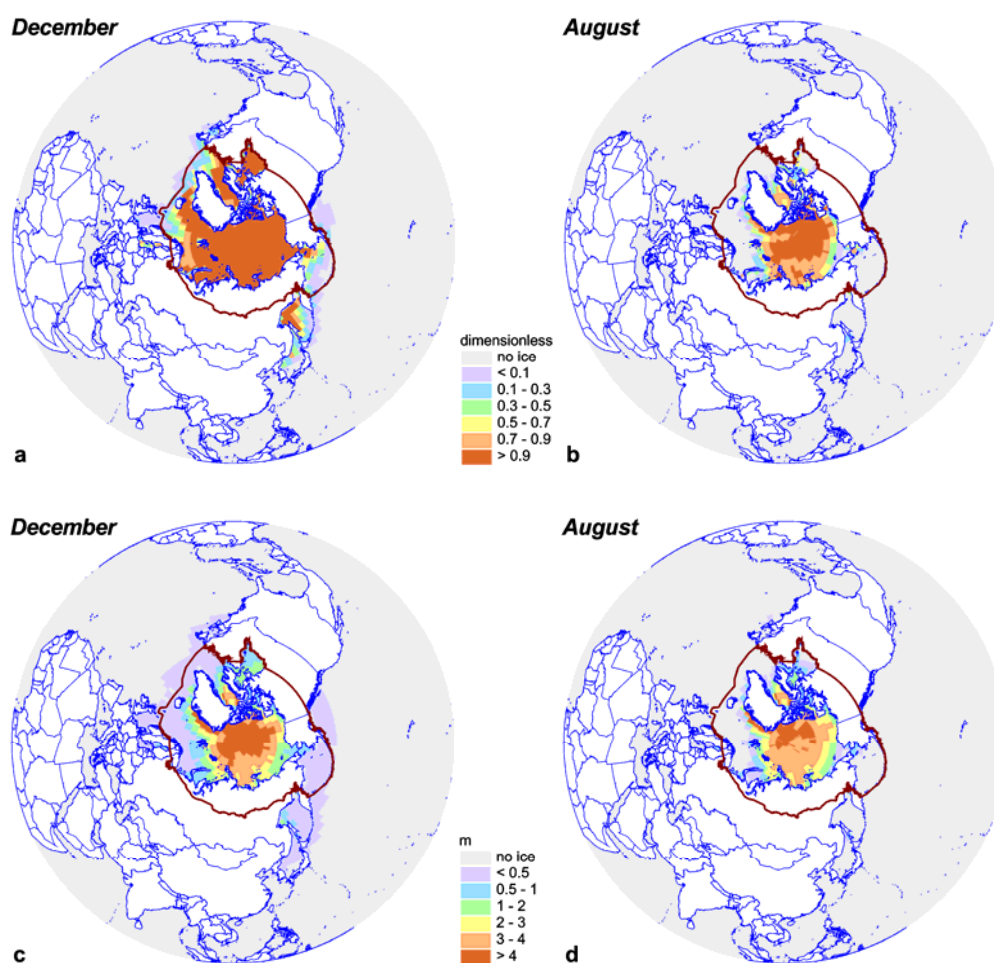 December
August
dimensionless
no ice
< 0.1
0.1 - 0.3
0.3 - 0.5
0.5 - 0.7
0.7 - 0.9
> 0.9
a
b
December
August
m
no ice
< 0.5
0.5 - 1
1 - 2
2 - 3
3 - 4
> 4
c
d